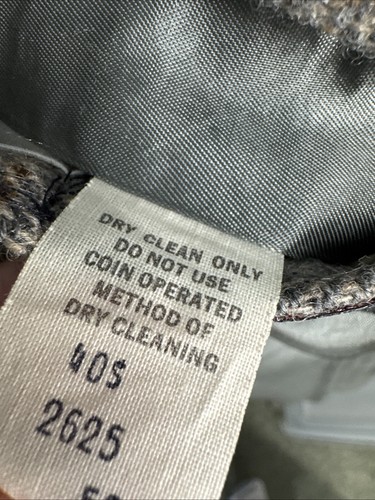 DRY CLEAN ONLY
DO NOT USE
COIN OPERATED
METHOD OF
DRY CLEANING
40S
2625